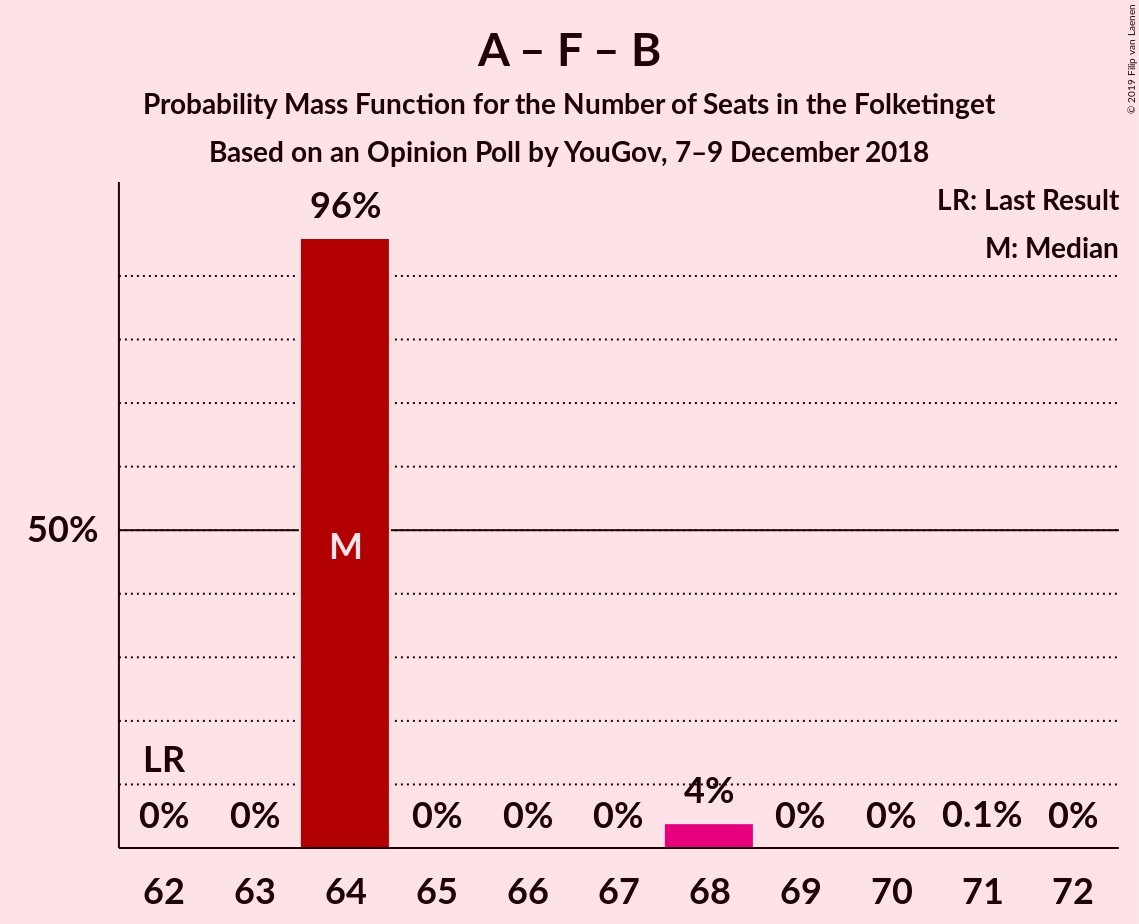 A – F – B
Probability Mass Function for the Number of Seats in the Folketinget
Based on an Opinion Poll by YouGov, 7–9 December 2018
© 2019 Filip van Laenen
LR: Last Result
M: Median
96%
50%
M
LR
0% 0% 0% 0% 0% 4% 0% 0% 0.1% 0%
62 63 64 65 66 67 68 69 70 71 72